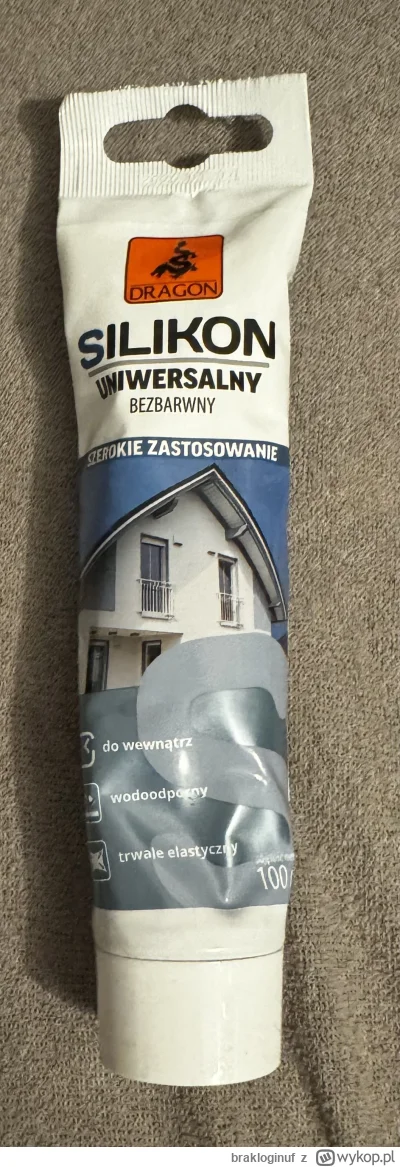 DRAGON
SILIKON
UNIWERSALNY
BEZBARWNY
SZEROKIE ZASTOSOWANIE
do wewnątrz
wodoodporny
trwale elastyczny
100
brakloginuf z wykop.pl